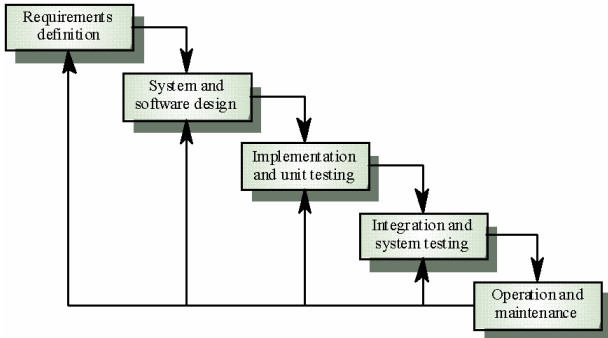 Requirements
definition
System and
software design
Implementation
and unit testing
Integration and
system testing
Operation and
maintenance